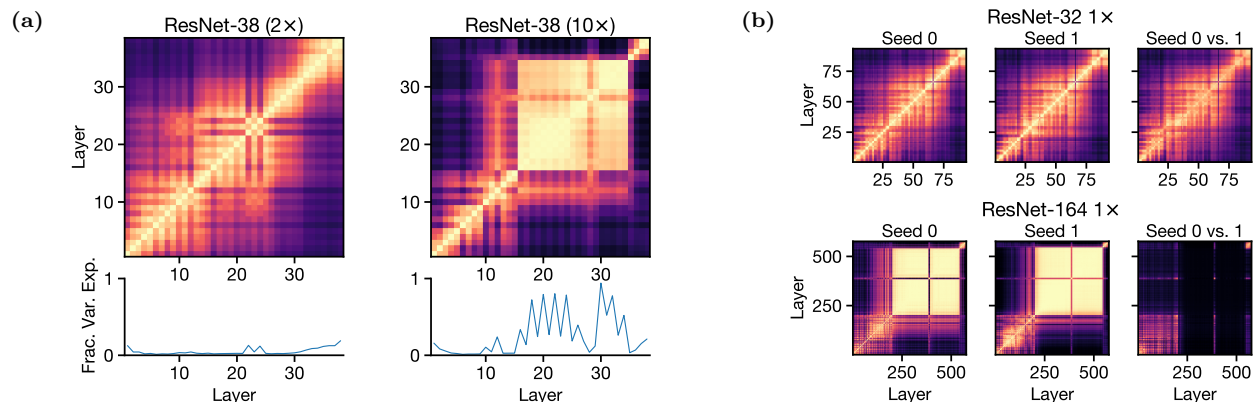 (a)
ResNet-38 (2×)
ResNet-38 (10×)
Layer
30
20
10
30
20
10
10
20
30
10
20
30
Frac. Var. Exp.
1
0
1
0
10
20
30
10
20
30
Layer
Layer
(b)
ResNet-32 1×
Seed 0
Seed 1
Seed 0 vs. 1
Layer
75
50
25
25 50 75
25 50 75
25 50 75
ResNet-164 1×
Seed 0
Seed 1
Seed 0 vs. 1
Layer
500
250
250 500
250 500
250 500
Layer
Layer
Layer